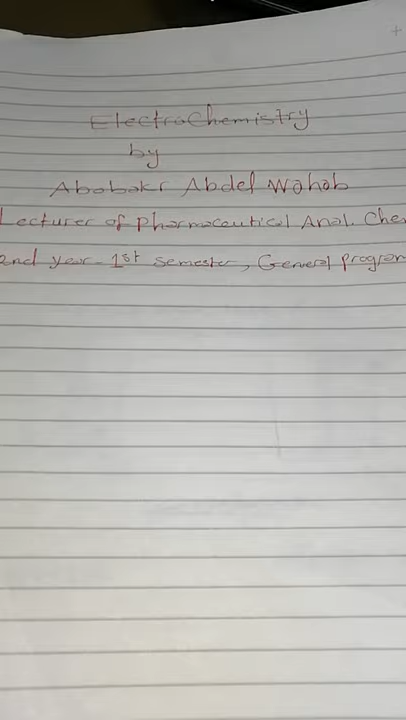 ElectroChemistry
by
Abobakr Abdel Wahab
Lecturer of Pharmaceutical Anal. Che
2nd year - 1st semester, General program